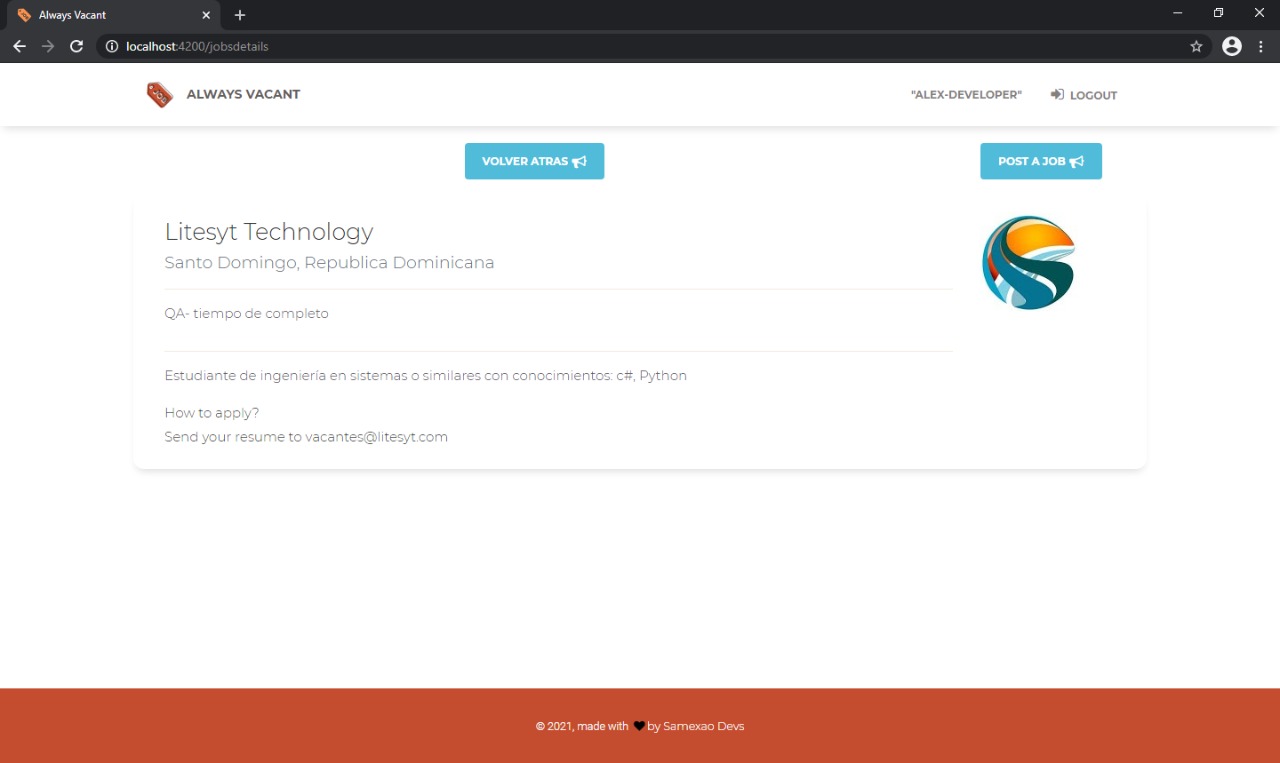 Always Vacant
localhost:4200/jobsdetails
ALWAYS VACANT
"ALEX-DEVELOPER"
LOGOUT
VOLVER ATRAS
POST A JOB
Litesyt Technology
Santo Domingo, Republica Dominicana
QA- tiempo de completo
Estudiante de ingeniería en sistemas o similares con conocimientos: c#, Python
How to apply?
Send your resume to vacantes@litesyt.com
© 2021, made with by Samexao Devs